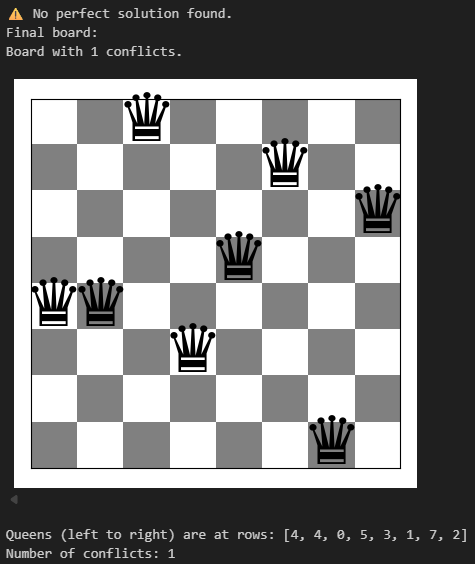 ⚠️ No perfect solution found.
Final board:
Board with 1 conflicts.
Queens (left to right) are at rows: [4, 4, 0, 5, 3, 1, 7, 2]
Number of conflicts: 1